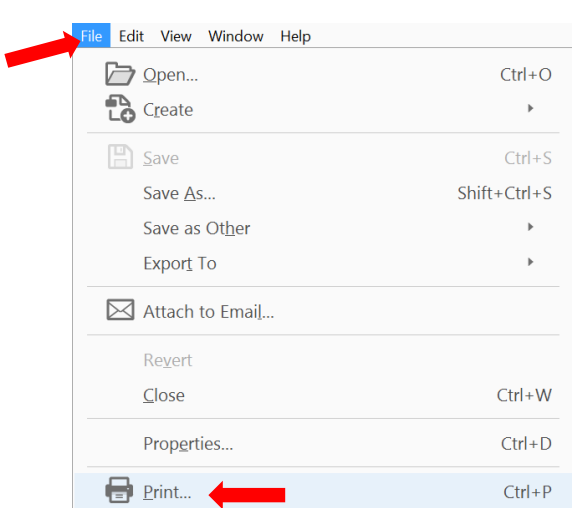 File Edit View Window Help
Open... Ctrl+O
Create
Save Ctrl+S
Save As... Shift+Ctrl+S
Save as Other
Export To
Attach to Email...
Revert
Close Ctrl+W
Properties... Ctrl+D
Print... Ctrl+P